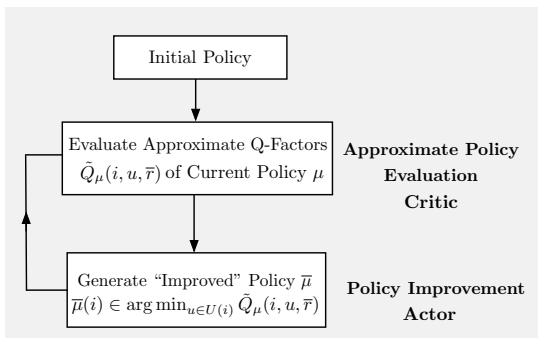 Initial Policy
Evaluate Approximate Q-Factors
Q̃μ(i, u, r̅) of Current Policy μ
Approximate Policy
Evaluation
Critic
Generate “Improved” Policy μ̅
μ̅(i) ∈ arg minu∈U(i) Q̃μ(i, u, r̅)
Policy Improvement
Actor